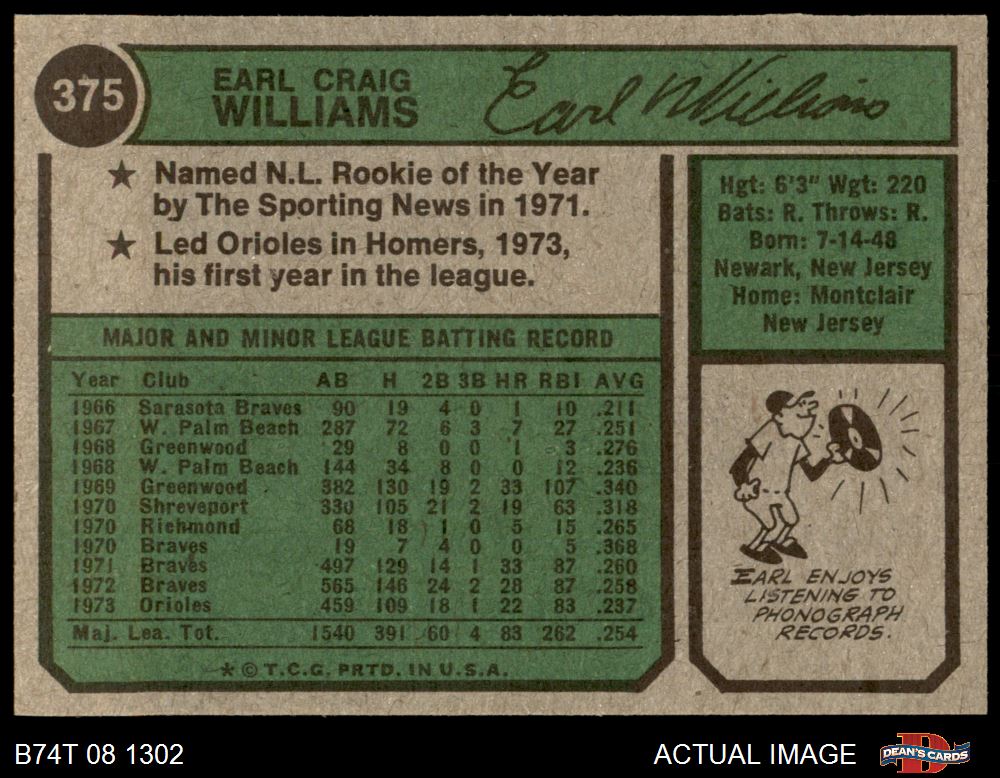 375
EARL CRAIG
WILLIAMS
Earl Williams
★ Named N.L. Rookie of the Year
by The Sporting News in 1971.
★ Led Orioles in Homers, 1973,
his first year in the league.
Hgt: 6'3" Wgt: 220
Bats: R. Throws: R.
Born: 7-14-48
Newark, New Jersey
Home: Montclair
New Jersey
MAJOR AND MINOR LEAGUE BATTING RECORD
Year Club AB H 2B 3B HR RBI AVG
1966 Sarasota Braves 90 19 4 0 1 10 .211
1967 W. Palm Beach 287 72 6 3 7 27 .251
1968 Greenwood 29 8 0 0 1 3 .276
1968 W. Palm Beach 144 34 8 0 0 12 .236
1969 Greenwood 382 130 19 2 33 107 .340
1970 Shreveport 330 105 21 2 19 63 .318
1970 Richmond 68 18 1 0 5 15 .265
1970 Braves 19 7 4 0 0 5 .368
1971 Braves 497 129 14 1 33 87 .260
1972 Braves 565 146 24 2 28 87 .258
1973 Orioles 459 109 18 1 22 83 .237
Maj. Lea. Tot. 1540 391 60 4 83 262 .254
★ © T.C.G. PRTD. IN U.S.A.
EARL ENJOYS
LISTENING TO
PHONOGRAPH
RECORDS.
B74T 08 1302
ACTUAL IMAGE
D
DEAN'S CARDS